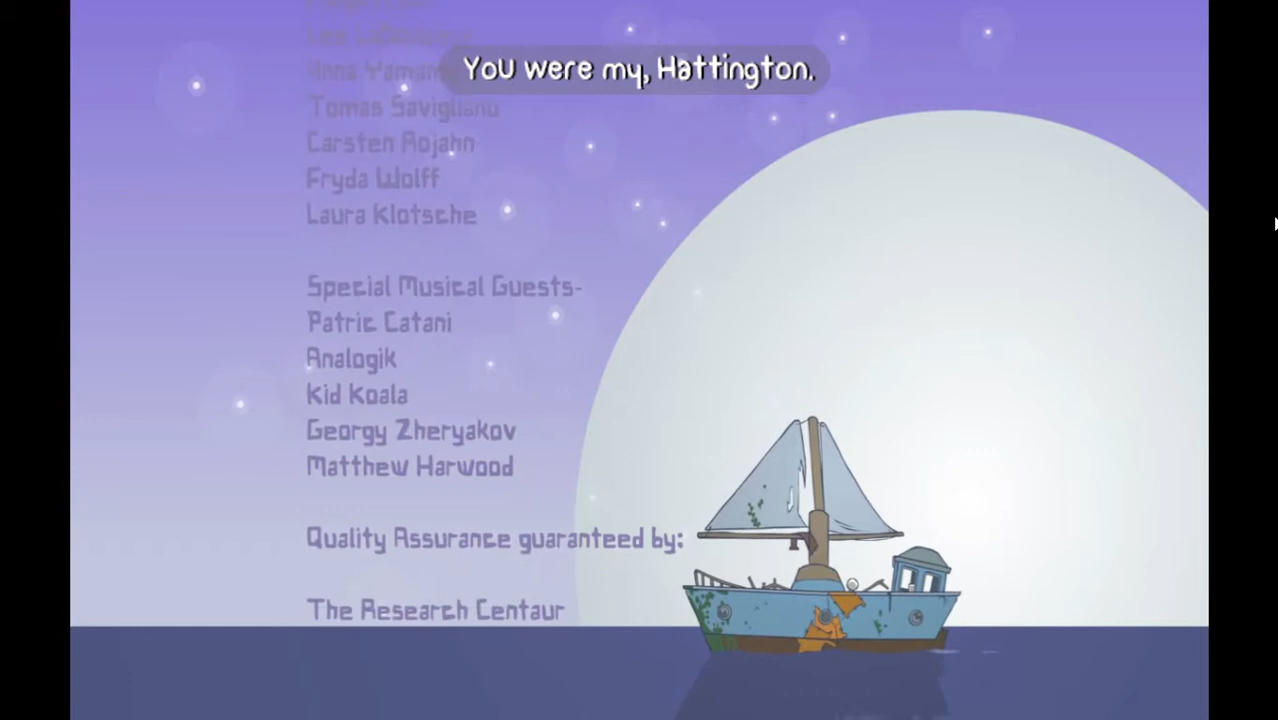 You were my, Hattington.
Tomas Savigliano
Carsten Rojahn
Fryda Wolff
Laura Klotsche
Special Musical Guests-
Patric Catani
Analogik
Kid Koala
Georgy Zheryakov
Matthew Harwood
Quality Assurance guaranteed by:
The Research Centaur